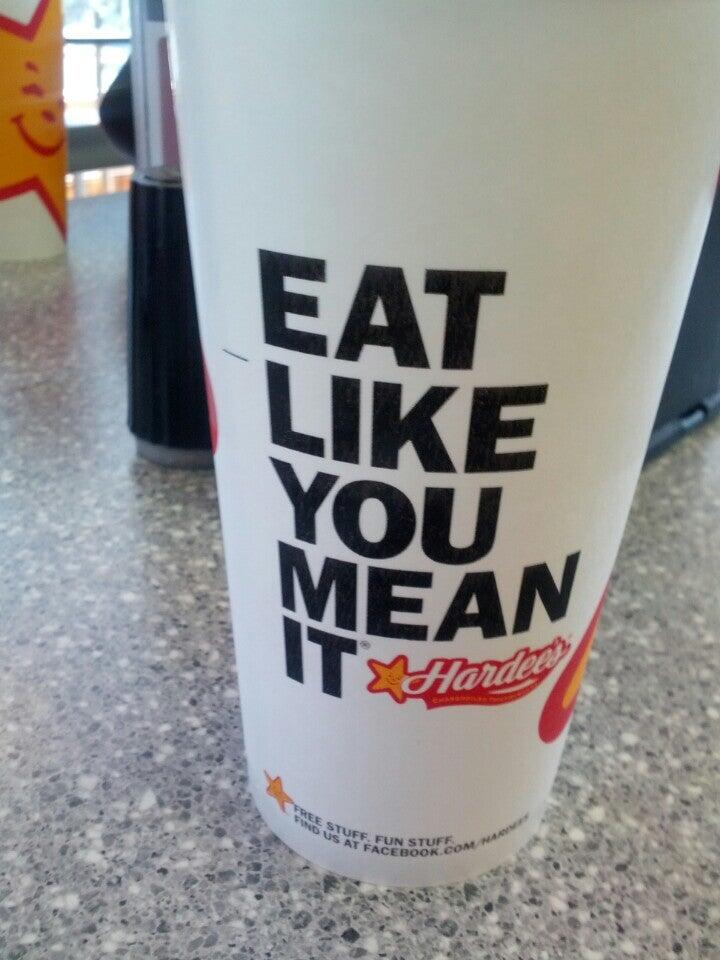 EAT
LIKE
YOU
MEAN
IT®
Hardee's
FREE STUFF. FUN STUFF.
FIND US AT FACEBOOK.COM/HARDEES